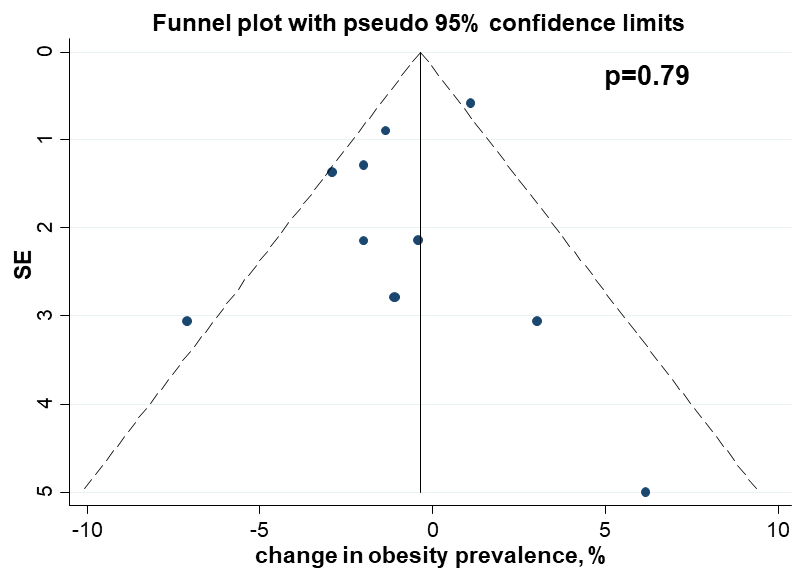 Funnel plot with pseudo 95% confidence limits
p=0.79
0
1
2
3
4
5
SE
-10 -5 0 5 10
change in obesity prevalence, %